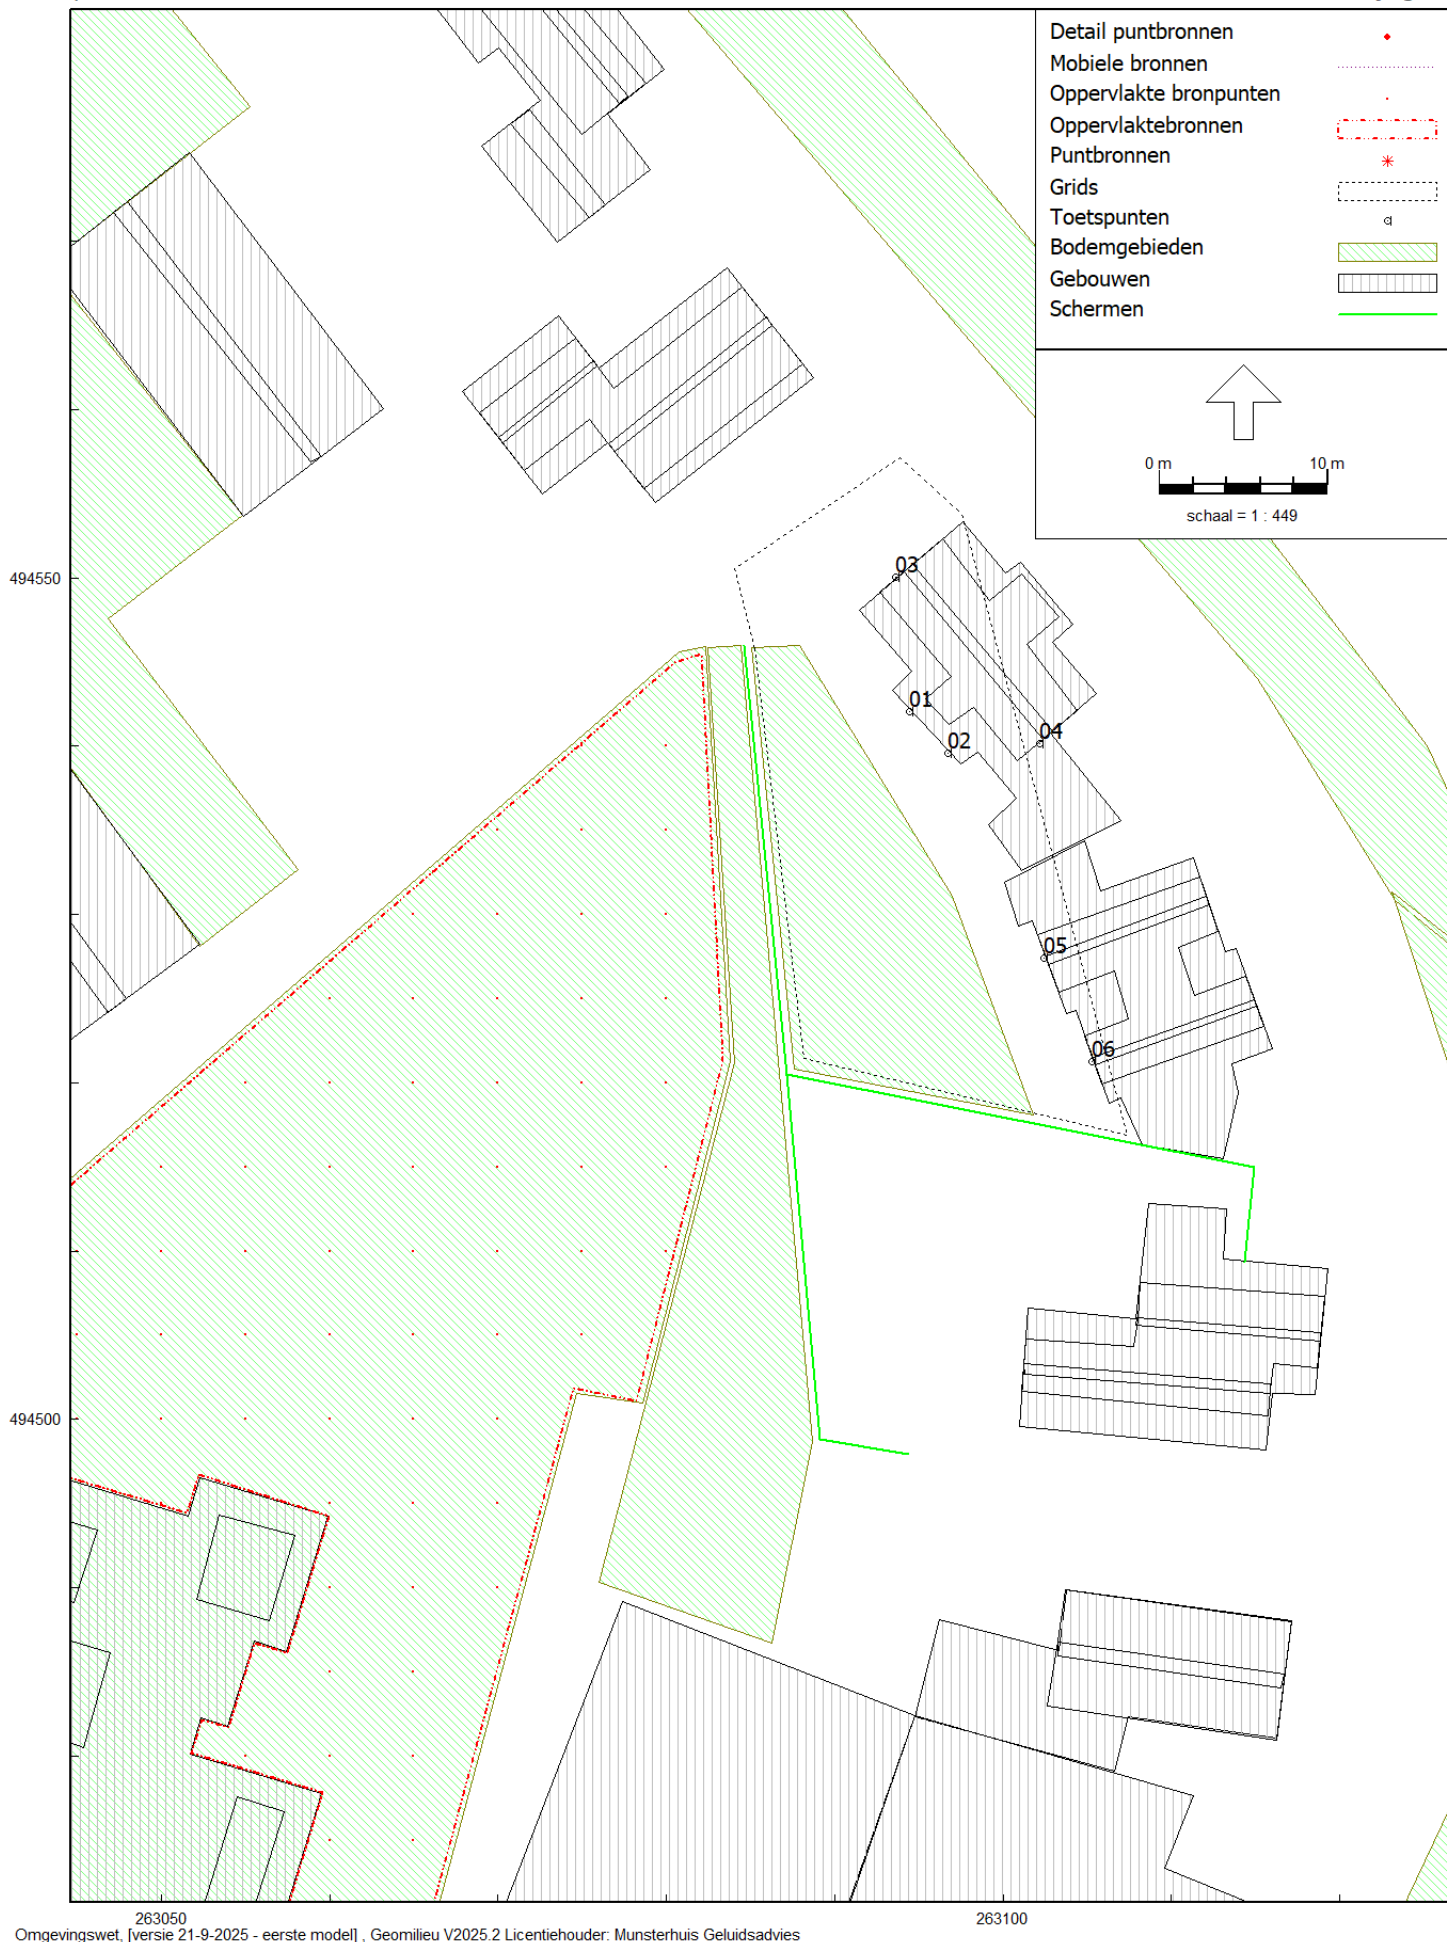 Detail puntbronnen
Mobiele bronnen
Oppervlakte bronpunten
Oppervlaktebronnen
Puntbronnen
Grids
Toetspunten
Bodemgebieden
Gebouwen
Schermen
0 m 10 m
schaal = 1 : 449
494550
03
01
02
04
05
06
494500
263050 263100
Omgevingswet, [versie 21-9-2025 - eerste model] , Geomilieu V2025.2 Licentiehouder: Munsterhuis Geluidsadvies